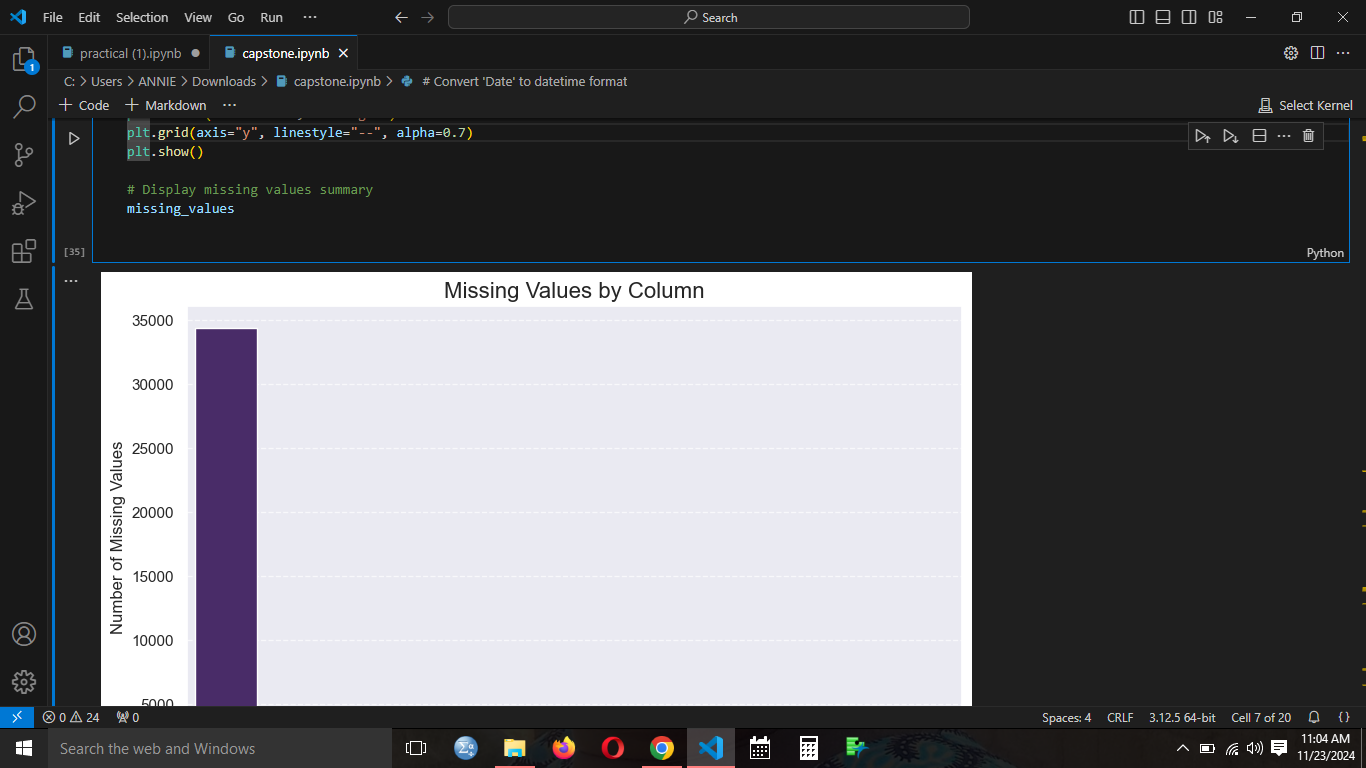 File Edit Selection View Go Run ··· Search
practical (1).ipynb capstone.ipynb
1
C: > Users > ANNIE > Downloads > capstone.ipynb > # Convert 'Date' to datetime format
+ Code + Markdown ··· Select Kernel
plt.grid(axis="y", linestyle="--", alpha=0.7)
plt.show()
# Display missing values summary
missing_values
[35] Python
Missing Values by Column
35000
30000
25000
20000
15000
10000
5000
Number of Missing Values
0 24 0 Spaces: 4 CRLF 3.12.5 64-bit Cell 7 of 20 {}
Search the web and Windows
11:04 AM
11/23/2024